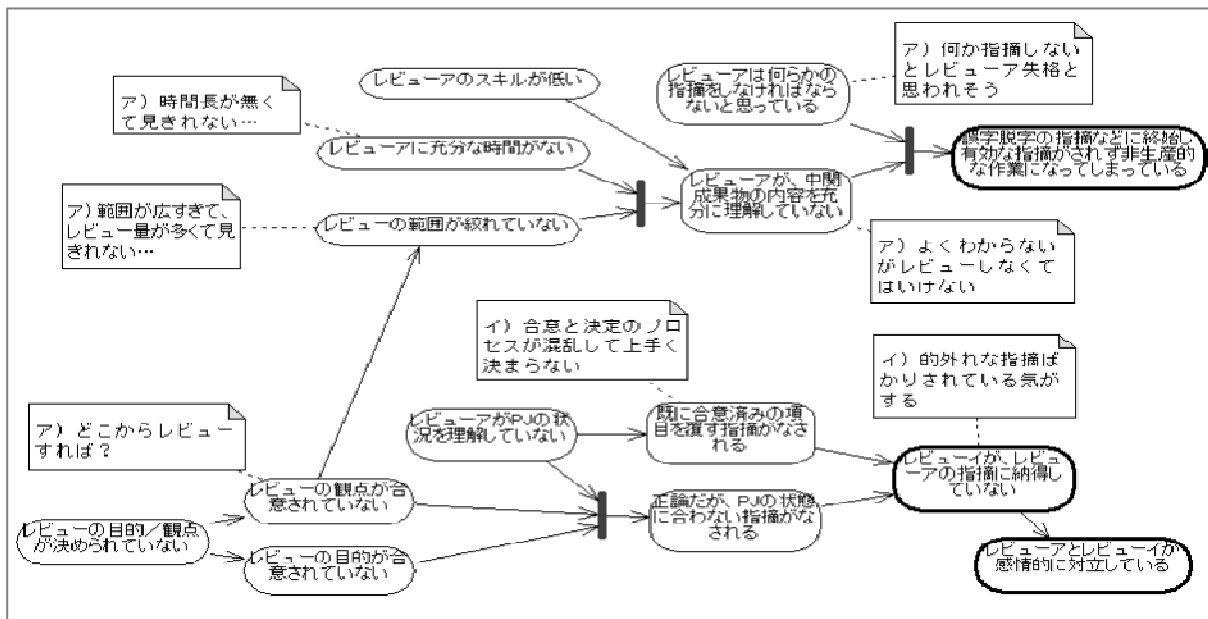 レビューアのスキルが低い
レビューアは何らかの
指摘をしなければなら
ないと思っている
ア）何か指摘しない
とレビューア失格と
思われそう
ア）時間長が無く
て見きれない…
レビューアに充分な時間がない
誤字脱字の指摘などに終始し
有効な指摘がされず非生産的
な作業になってしまっている
レビューアが、中間
成果物の内容を充
分に理解していない
ア）範囲が広すぎて、
レビュー量が多くて見
きれない…
レビューの範囲が絞れていない
ア）よくわからない
がレビューしなくて
はいけない
イ）合意と決定のプロ
セスが混乱して上手く
決まらない
イ）的外れな指摘ば
かりされている気が
する
ア）どこからレビュー
すれば？
レビューアがPJの状
況を理解していない
既に合意済みの項
目を覆す指摘がなさ
れる
レビューイが、レビュ
ーアの指摘に納得し
ていない
レビューの観点が合
意されていない
正論だが、PJの状態
に合わない指摘がな
される
レビューの目的／観点
が決められていない
レビューの目的が合
意されていない
レビューアとレビューイが
感情的に対立している